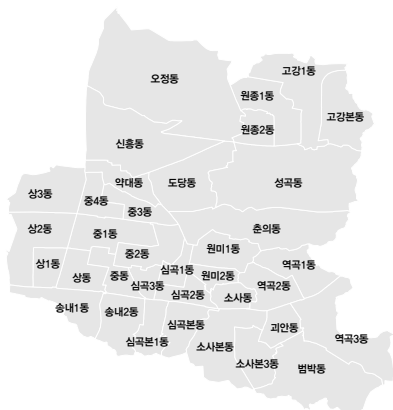 고강1동
오정동
원종1동
고강본동
원종2동
신흥동
약대동
도당동
성곡동
상3동
중4동
중3동
상2동
중1동
춘의동
원미1동
중2동
상1동
심곡1동
역곡1동
상동
중동
원미2동
심곡3동
역곡2동
심곡2동
소사동
송내1동
송내2동
심곡본동
괴안동
역곡3동
심곡본1동
소사본동
소사본3동
범박동